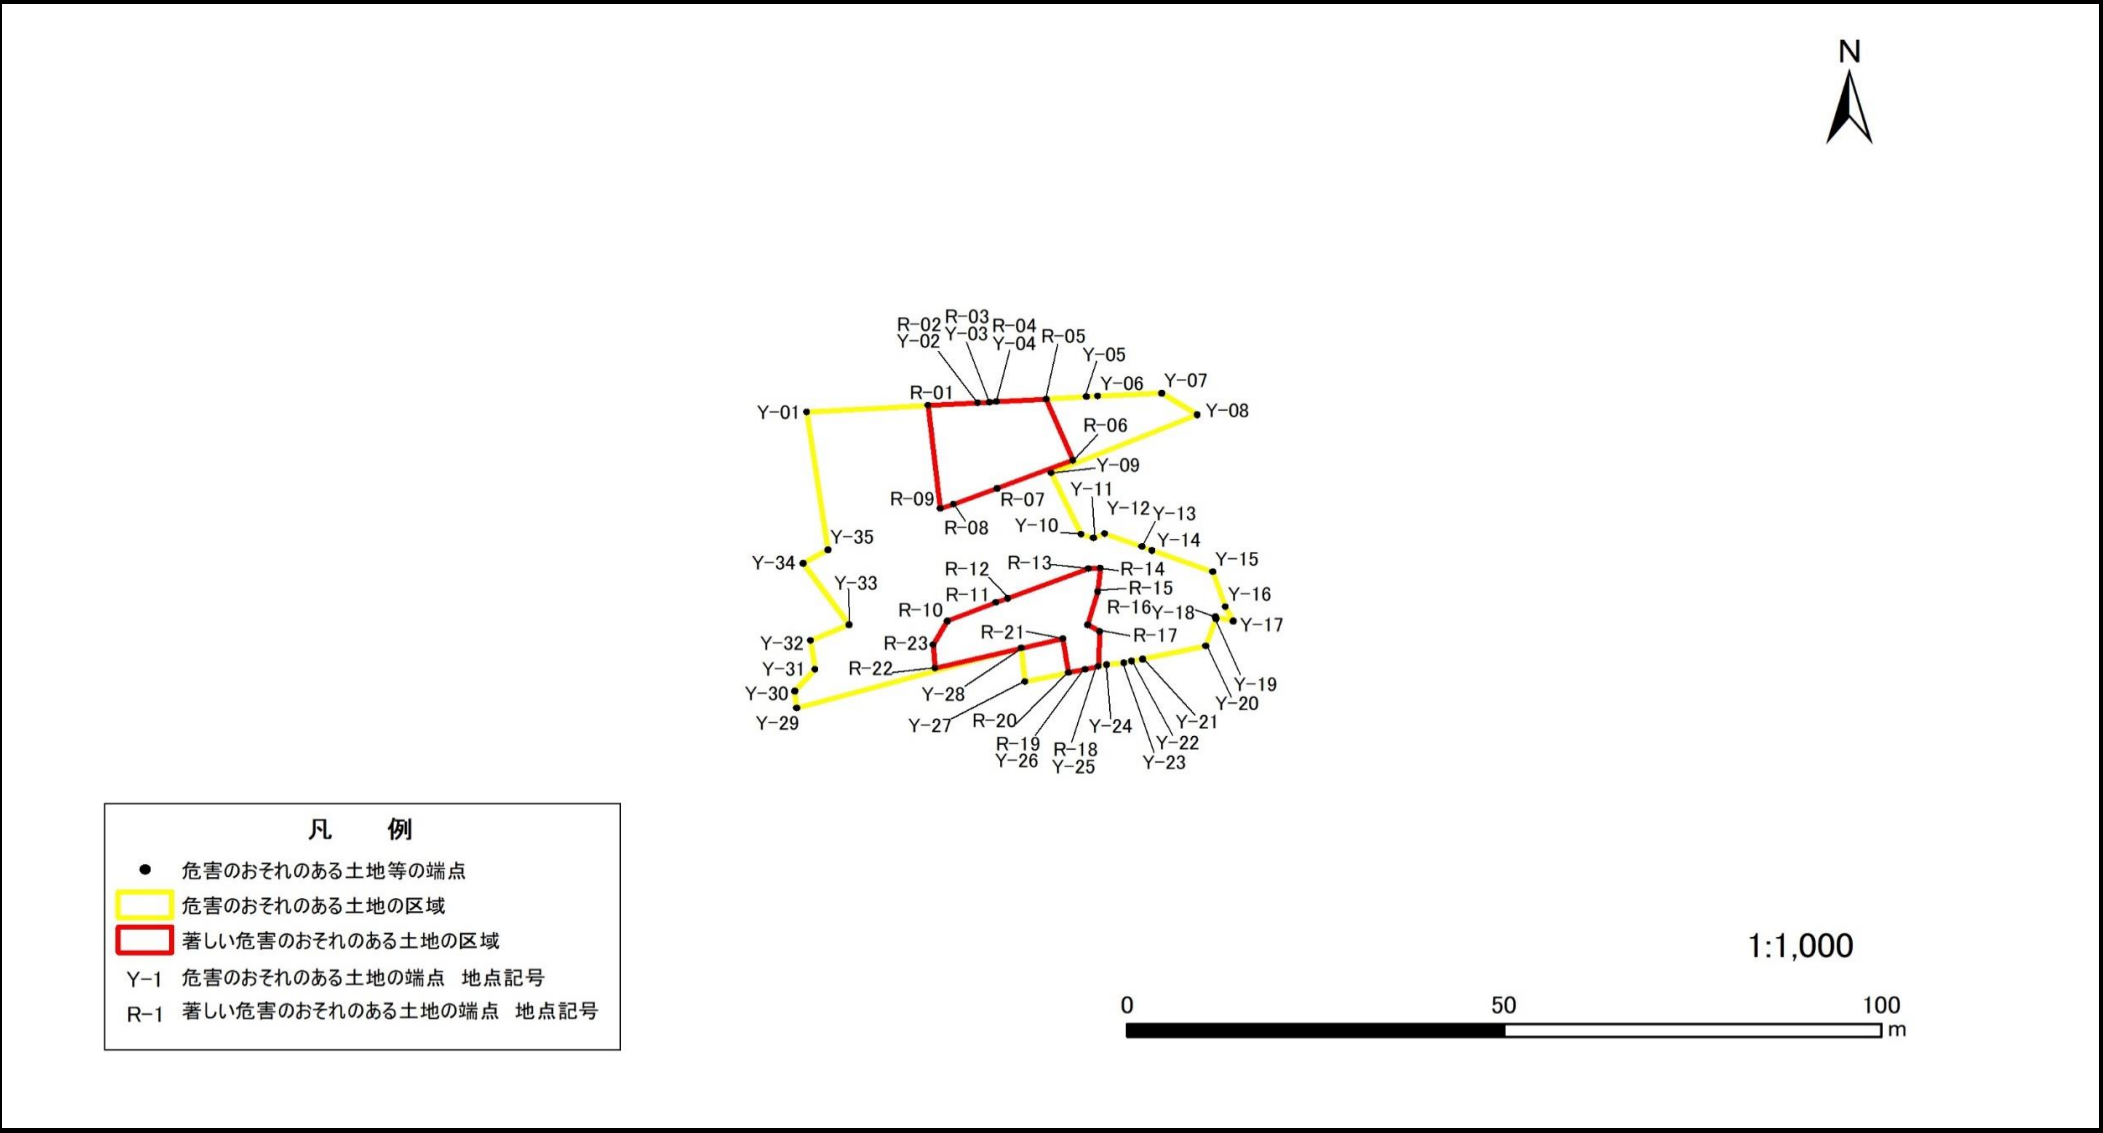 N
R-02
Y-02
R-03
Y-03
R-04
Y-04
R-05
Y-05
Y-06
Y-07
Y-01
R-01
Y-08
R-06
Y-09
R-09
R-07
Y-11
R-08
Y-10
Y-12
Y-13
Y-35
Y-14
Y-34
Y-15
Y-33
R-12
R-13
R-14
R-11
R-15
Y-16
R-10
R-16
Y-18
Y-17
Y-32
R-23
R-21
R-17
Y-31
R-22
Y-30
Y-28
Y-19
Y-29
Y-27
R-20
Y-24
Y-21
Y-20
R-19
Y-26
R-18
Y-25
Y-22
Y-23
凡 例
危害のおそれのある土地等の端点
危害のおそれのある土地の区域
著しい危害のおそれのある土地の区域
Y-1 危害のおそれのある土地の端点 地点記号
R-1 著しい危害のおそれのある土地の端点 地点記号
1:1,000
0 50 100
m